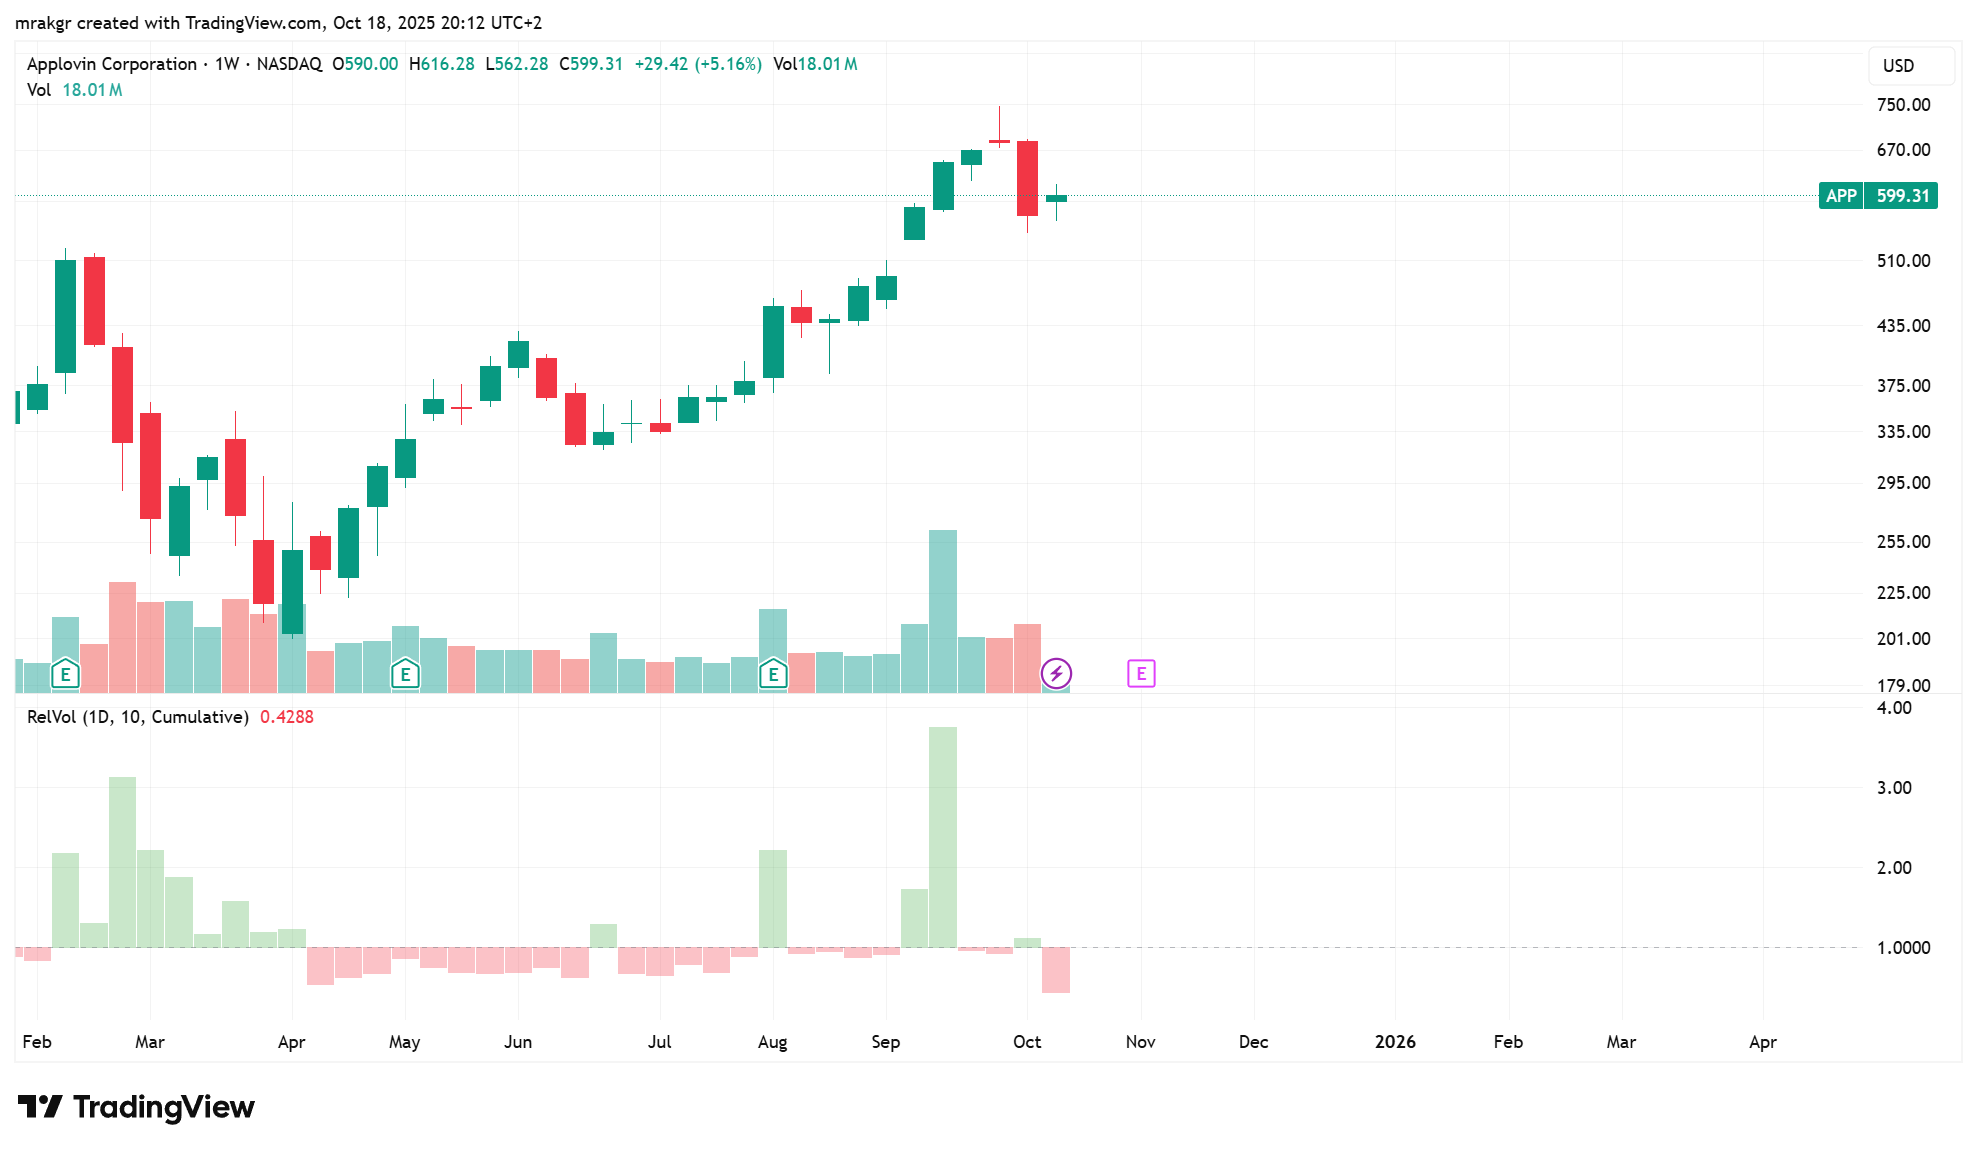 mrakgr created with TradingView.com, Oct 18, 2025 20:12 UTC+2
Applovin Corporation · 1W · NASDAQ O590.00 H616.28 L562.28 C599.31 +29.42 (+5.16%) Vol18.01M
Vol 18.01M
USD
750.00
670.00
APP 599.31
510.00
435.00
375.00
335.00
295.00
255.00
225.00
201.00
E E E E
179.00
RelVol (1D, 10, Cumulative) 0.4288
4.00
3.00
2.00
1.0000
Feb Mar Apr May Jun Jul Aug Sep Oct Nov Dec 2026 Feb Mar Apr
TradingView